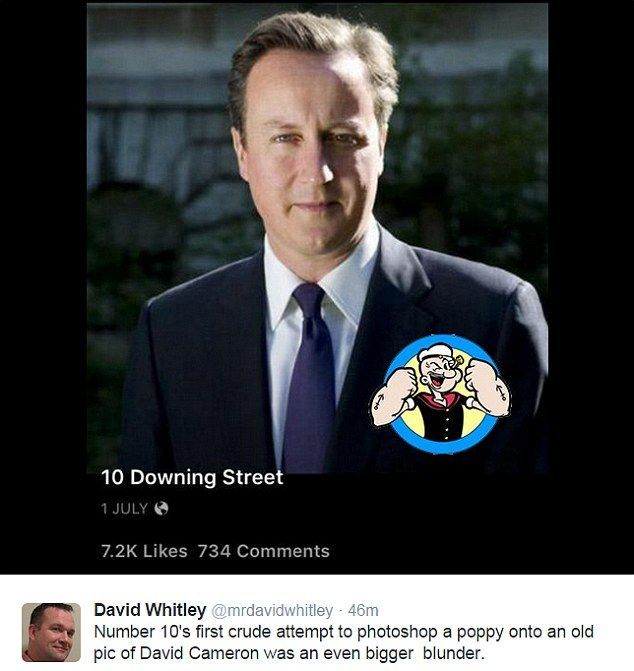 10 Downing Street
1 JULY
7.2K Likes 734 Comments
David Whitley @mrdavidwhitley · 46m
Number 10's first crude attempt to photoshop a poppy onto an old
pic of David Cameron was an even bigger blunder.